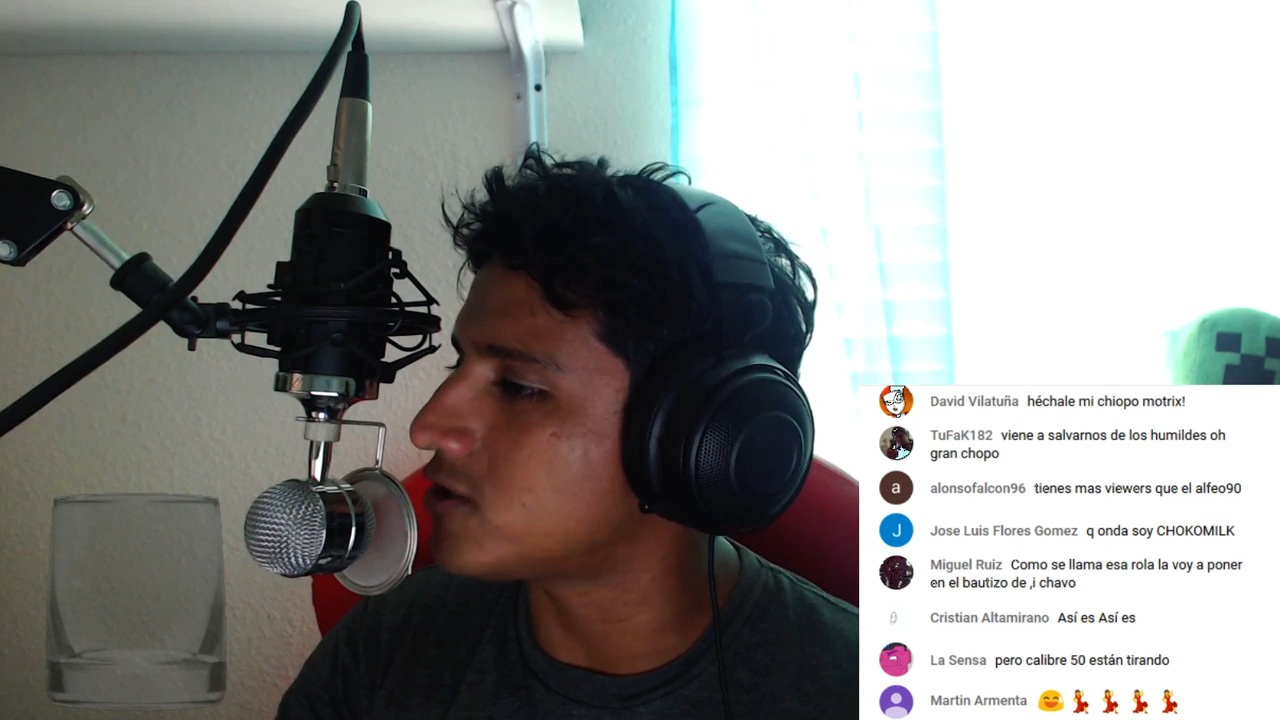 David Vilatuña héchale mi chiopo motrix!
TuFaK182 viene a salvarnos de los humildes oh
gran chopo
a alonsofalcon96 tienes mas viewers que el alfeo90
J Jose Luis Flores Gomez q onda soy CHOKOMILK
Miguel Ruiz Como se llama esa rola la voy a poner
en el bautizo de ,i chavo
Cristian Altamirano Así es Así es
La Sensa pero calibre 50 están tirando
Martin Armenta 😄 💃 💃 💃 💃